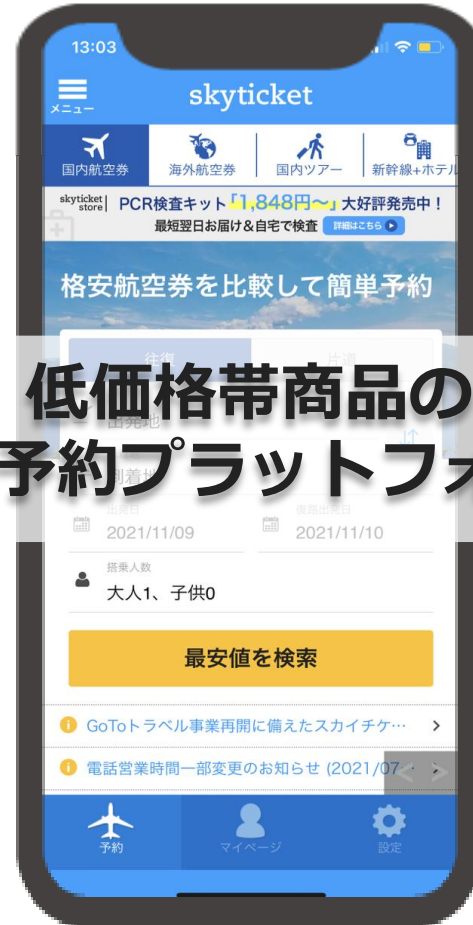 13:03
メニュー
skyticket
国内航空券
海外航空券
国内ツアー
新幹線+ホテル
skyticket store
PCR検査キット「1,848円〜」大好評発売中！
最短翌日お届け&自宅で検査 詳細はこちら
格安航空券を比較して簡単予約
往復
片道
低価格帯商品の
出発地
予約プラットフォ
到着地
出発日
復路出発日
2021/11/09
2021/11/10
搭乗人数
大人1、子供0
最安値を検索
GoToトラベル事業再開に備えたスカイチケ…
電話営業時間一部変更のお知らせ (2021/07…
予約
マイページ
設定